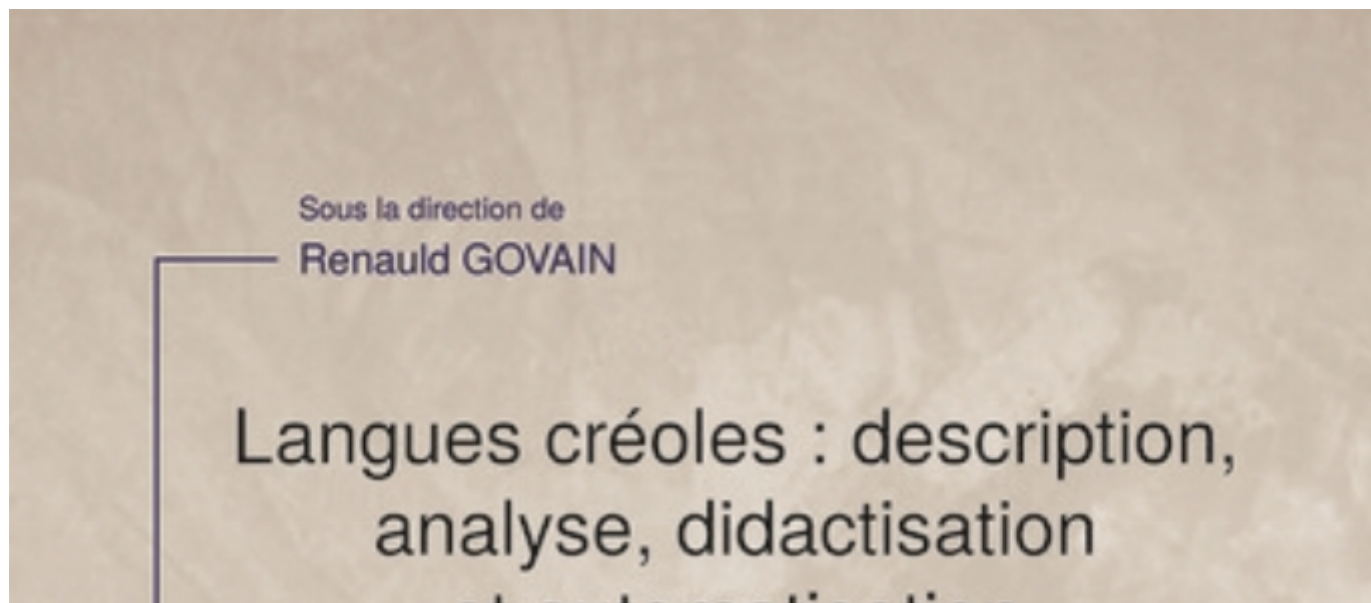 Sous la direction de
Renauld GOVAIN
Langues créoles : description,
analyse, didactisation